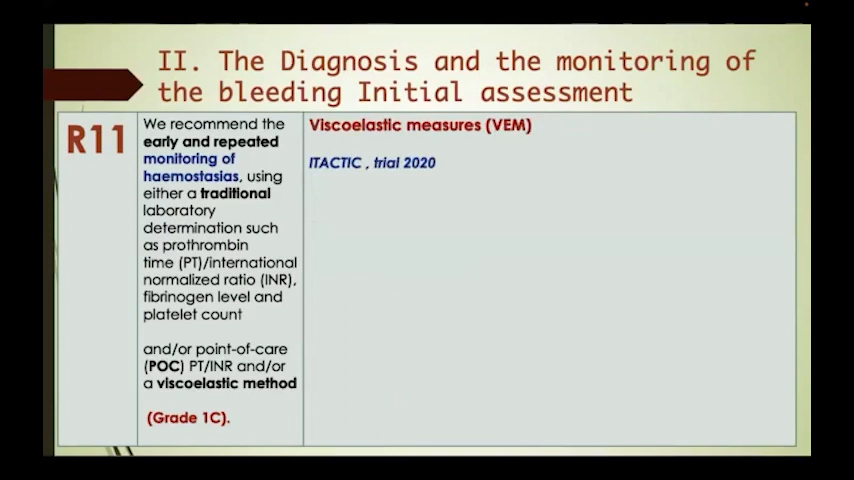 II. The Diagnosis and the monitoring of
the bleeding Initial assessment
R11
We recommend the
early and repeated
monitoring of
haemostasias, using
either a traditional
laboratory
determination such
as prothrombin
time (PT)/international
normalized ratio (INR),
fibrinogen level and
platelet count
and/or point-of-care
(POC) PT/INR and/or
a viscoelastic method
(Grade 1C).
Viscoelastic measures (VEM)
ITACTIC , trial 2020